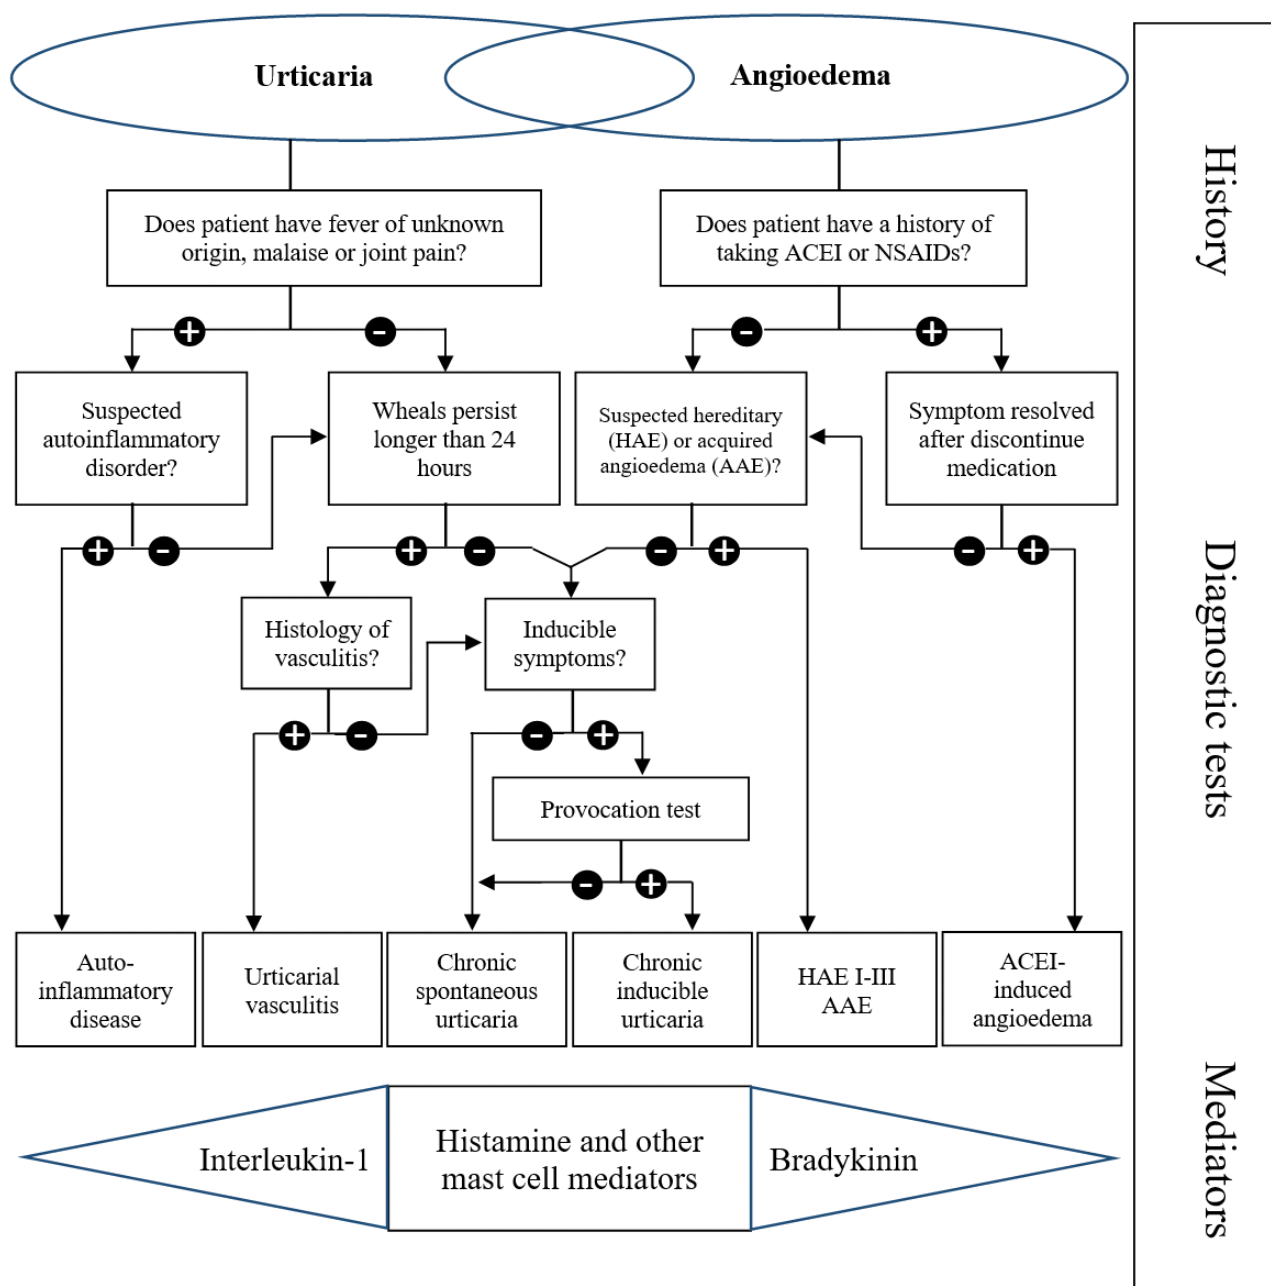 Urticaria
Angioedema
Does patient have fever of unknown
origin, malaise or joint pain?
Does patient have a history of
taking ACEI or NSAIDs?
+
-
-
+
Suspected
autoinflammatory
disorder?
Wheals persist
longer than 24
hours
Suspected hereditary
(HAE) or acquired
angioedema (AAE)?
Symptom resolved
after discontinue
medication
+
-
+
-
-
+
-
+
Histology of
vasculitis?
Inducible
symptoms?
+
-
-
+
Provocation test
-
+
Auto-
inflammatory
disease
Urticarial
vasculitis
Chronic
spontaneous
urticaria
Chronic
inducible
urticaria
HAE I-III
AAE
ACEI-
induced
angioedema
Interleukin-1
Histamine and other
mast cell mediators
Bradykinin
History
Diagnostic tests
Mediators